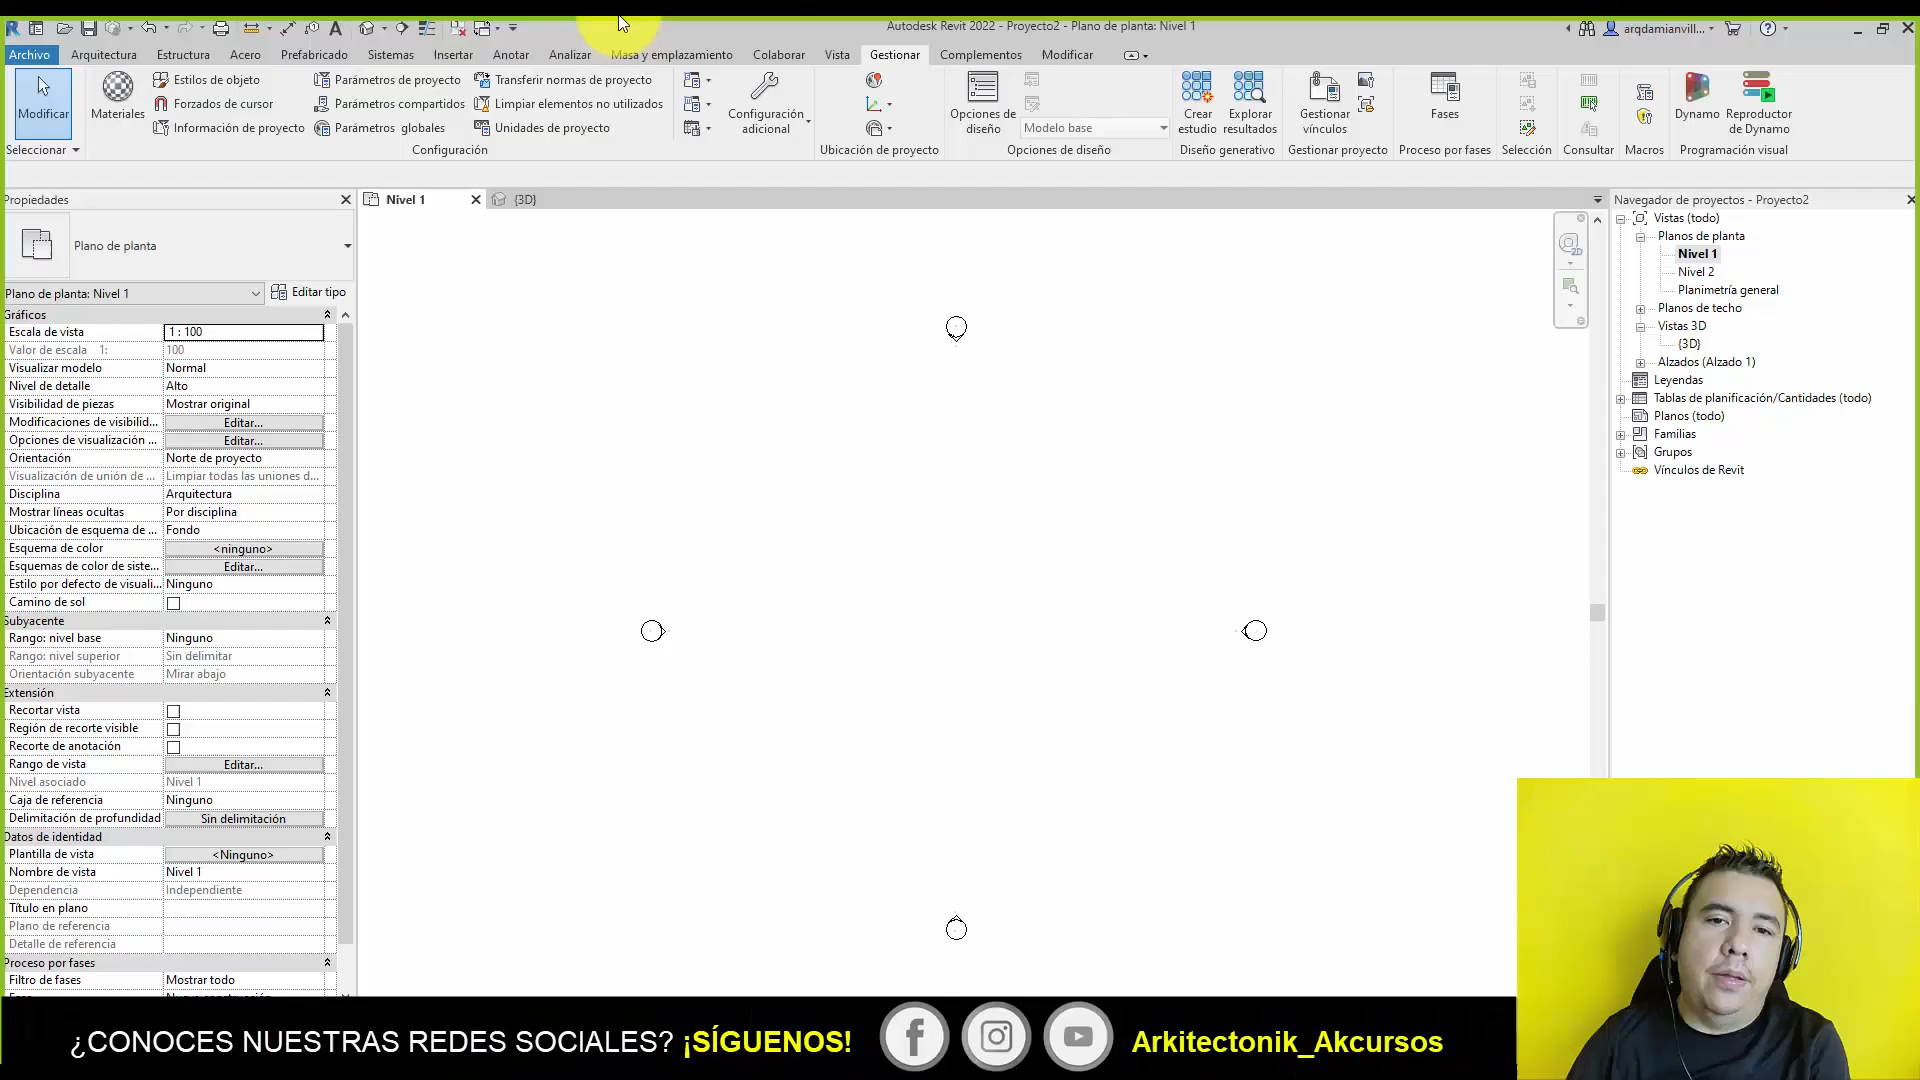 Autodesk Revit 2022 - Proyecto2 - Plano de planta: Nivel 1
arqdamianvill...
Archivo Arquitectura Estructura Acero Prefabricado Sistemas Insertar Anotar Analizar Masa y emplazamiento Colaborar Vista Gestionar Complementos Modificar
Modificar
Seleccionar
Materiales
Estilos de objeto
Forzados de cursor
Información de proyecto
Parámetros de proyecto
Parámetros compartidos
Parámetros globales
Transferir normas de proyecto
Limpiar elementos no utilizados
Unidades de proyecto
Configuración
Configuración
adicional
Ubicación de proyecto
Opciones de
diseño
Modelo base
Opciones de diseño
Crear
estudio
Explorar
resultados
Diseño generativo
Gestionar
vínculos
Gestionar proyecto
Fases
Proceso por fases
Selección
Consultar
Macros
Dynamo
Reproductor
de Dynamo
Programación visual
Propiedades
Plano de planta
Plano de planta: Nivel 1
Editar tipo
Gráficos
Escala de vista 1 : 100
Valor de escala 1: 100
Visualizar modelo Normal
Nivel de detalle Alto
Visibilidad de piezas Mostrar original
Modificaciones de visibilid... Editar...
Opciones de visualización ... Editar...
Orientación Norte de proyecto
Visualización de unión de ... Limpiar todas las uniones d...
Disciplina Arquitectura
Mostrar líneas ocultas Por disciplina
Ubicación de esquema de ... Fondo
Esquema de color <ninguno>
Esquemas de color de siste... Editar...
Estilo por defecto de visuali... Ninguno
Camino de sol
Subyacente
Rango: nivel base Ninguno
Rango: nivel superior Sin delimitar
Orientación subyacente Mirar abajo
Extensión
Recortar vista
Región de recorte visible
Recorte de anotación
Rango de vista Editar...
Nivel asociado Nivel 1
Caja de referencia Ninguno
Delimitación de profundidad Sin delimitación
Datos de identidad
Plantilla de vista <Ninguno>
Nombre de vista Nivel 1
Dependencia Independiente
Título en plano
Plano de referencia
Detalle de referencia
Proceso por fases
Filtro de fases Mostrar todo
Nivel 1
{3D}
2D
Navegador de proyectos - Proyecto2
Vistas (todo)
Planos de planta
Nivel 1
Nivel 2
Planimetría general
Planos de techo
Vistas 3D
{3D}
Alzados (Alzado 1)
Leyendas
Tablas de planificación/Cantidades (todo)
Planos (todo)
Familias
Grupos
Vínculos de Revit
¿CONOCES NUESTRAS REDES SOCIALES? ¡SÍGUENOS! Arkitectonik_Akcursos